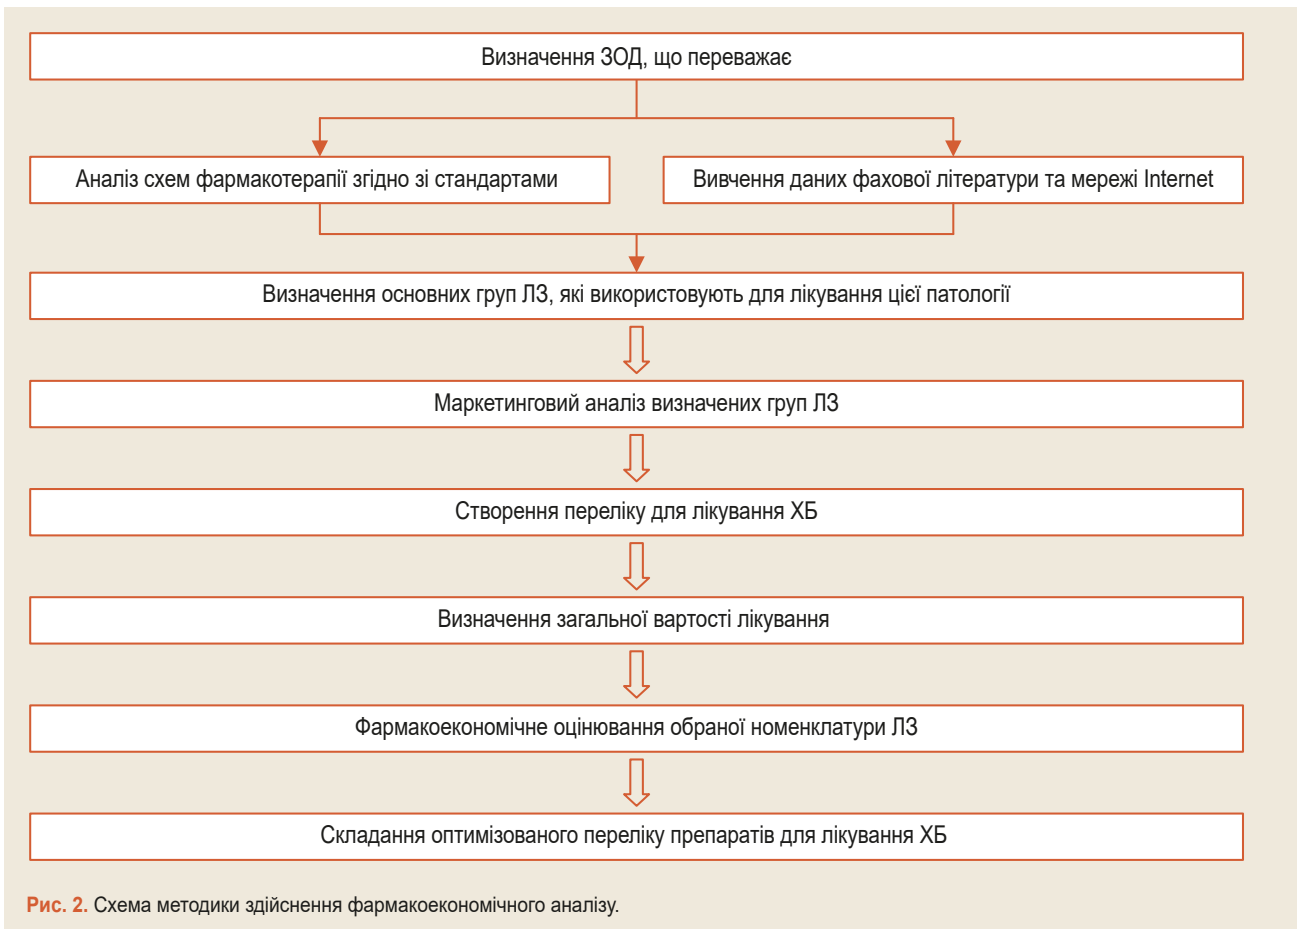 Визначення ЗОД, що переважає
Аналіз схем фармакотерапії згідно зі стандартами
Вивчення даних фахової літератури та мережі Internet
Визначення основних груп ЛЗ, які використовують для лікування цієї патології
Маркетинговий аналіз визначених груп ЛЗ
Створення переліку для лікування ХБ
Визначення загальної вартості лікування
Фармакоекономічне оцінювання обраної номенклатури ЛЗ
Складання оптимізованого переліку препаратів для лікування ХБ
Рис. 2. Схема методики здійснення фармакоекономічного аналізу.